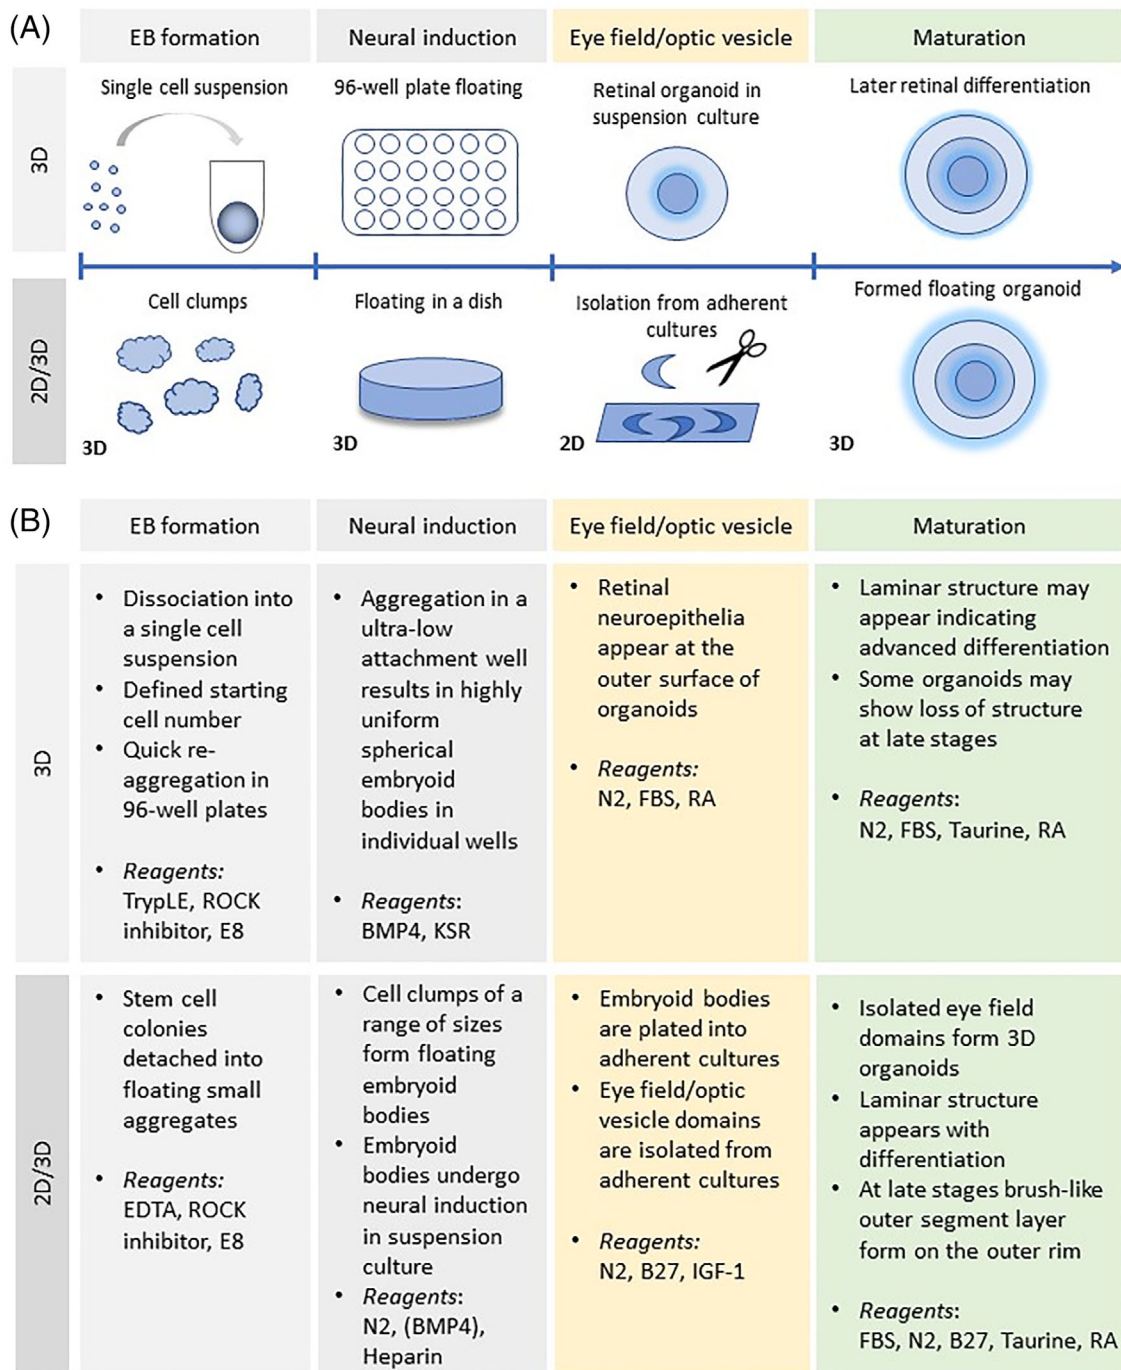 (A)
EB formation
Neural induction
Eye field/optic vesicle
Maturation
3D
Single cell suspension
96-well plate floating
Retinal organoid in
suspension culture
Later retinal differentiation
2D/3D
Cell clumps
3D
Floating in a dish
3D
Isolation from adherent
cultures
2D
Formed floating organoid
3D
(B)
EB formation
Neural induction
Eye field/optic vesicle
Maturation
3D
• Dissociation into
a single cell
suspension
• Defined starting
cell number
• Quick re-
aggregation in
96-well plates
• Reagents:
TrypLE, ROCK
inhibitor, E8
• Aggregation in a
ultra-low
attachment well
results in highly
uniform
spherical
embryoid
bodies in
individual wells
• Reagents:
BMP4, KSR
• Retinal
neuroepithelia
appear at the
outer surface of
organoids
• Reagents:
N2, FBS, RA
• Laminar structure may
appear indicating
advanced differentiation
• Some organoids may
show loss of structure
at late stages
• Reagents:
N2, FBS, Taurine, RA
2D/3D
• Stem cell
colonies
detached into
floating small
aggregates
• Reagents:
EDTA, ROCK
inhibitor, E8
• Cell clumps of a
range of sizes
form floating
embryoid
bodies
• Embryoid
bodies undergo
neural induction
in suspension
culture
• Reagents:
N2, (BMP4),
Heparin
• Embryoid bodies
are plated into
adherent cultures
• Eye field/optic
vesicle domains
are isolated from
adherent cultures
• Reagents:
N2, B27, IGF-1
• Isolated eye field
domains form 3D
organoids
• Laminar structure
appears with
differentiation
• At late stages brush-like
outer segment layer
form on the outer rim
• Reagents:
FBS, N2, B27, Taurine, RA